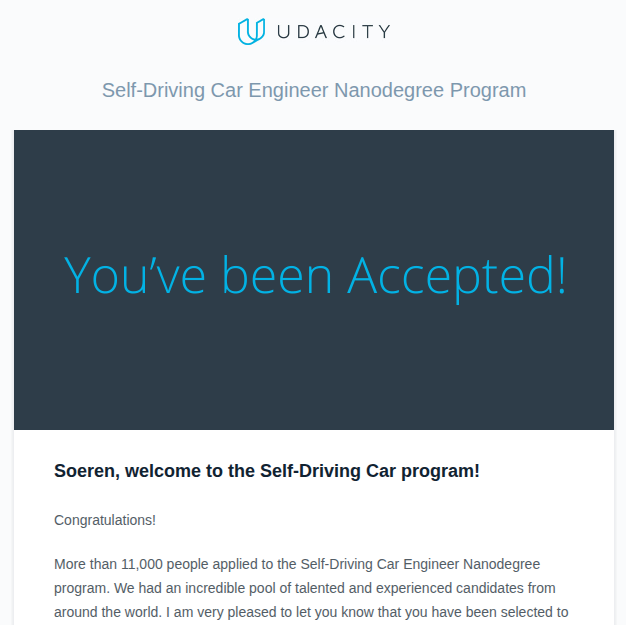 UDACITY
Self-Driving Car Engineer Nanodegree Program
You've been Accepted!
Soeren, welcome to the Self-Driving Car program!
Congratulations!
More than 11,000 people applied to the Self-Driving Car Engineer Nanodegree
program. We had an incredible pool of talented and experienced candidates from
around the world. I am very pleased to let you know that you have been selected to